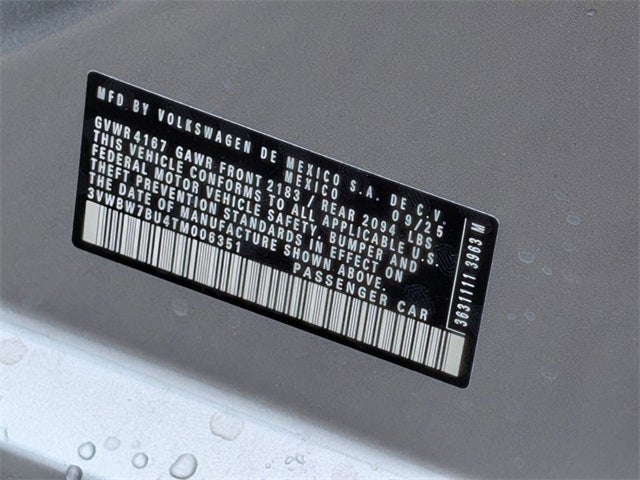 MFD BY VOLKSWAGEN DE MEXICO S.A. DE C.V.
MEXICO 09/25
GVWR 4167 GAWR FRONT 2183 / REAR 2094 LBS
THIS VEHICLE CONFORMS TO ALL APPLICABLE U.S.
FEDERAL MOTOR VEHICLE SAFETY, BUMPER AND
THEFT PREVENTION STANDARDS IN EFFECT ON
THE DATE OF MANUFACTURE SHOWN ABOVE.
3VWBW7BU4TM006351 PASSENGER CAR
3631111 3963 M